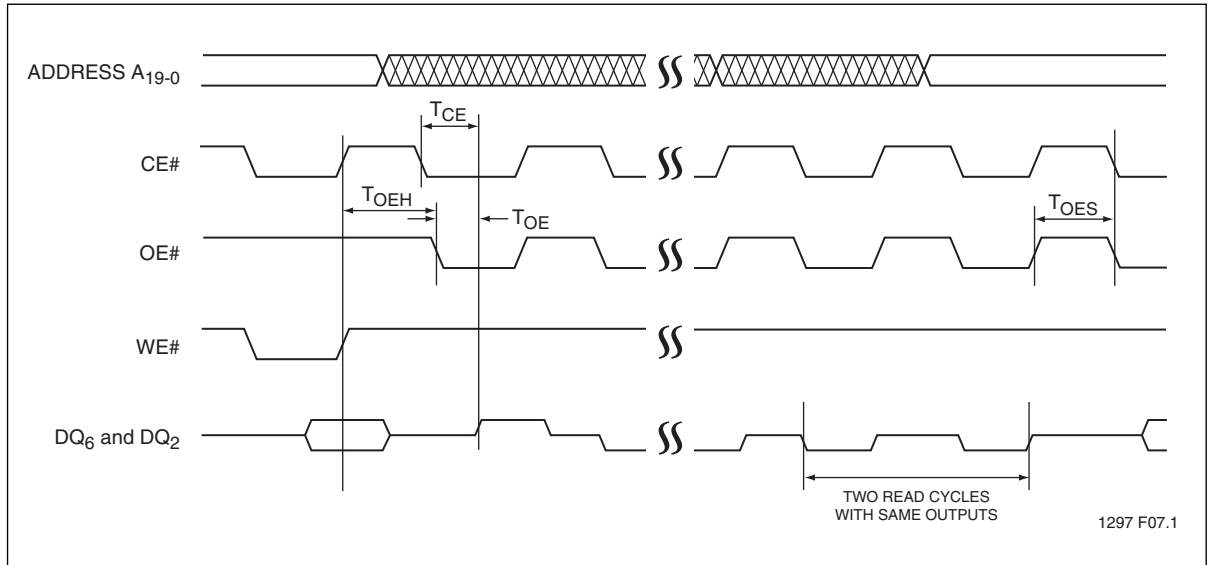 ADDRESS A19-0
TCE
CE#
TOEH
TOE
TOES
OE#
WE#
DQ6 and DQ2
TWO READ CYCLES
WITH SAME OUTPUTS
1297 F07.1